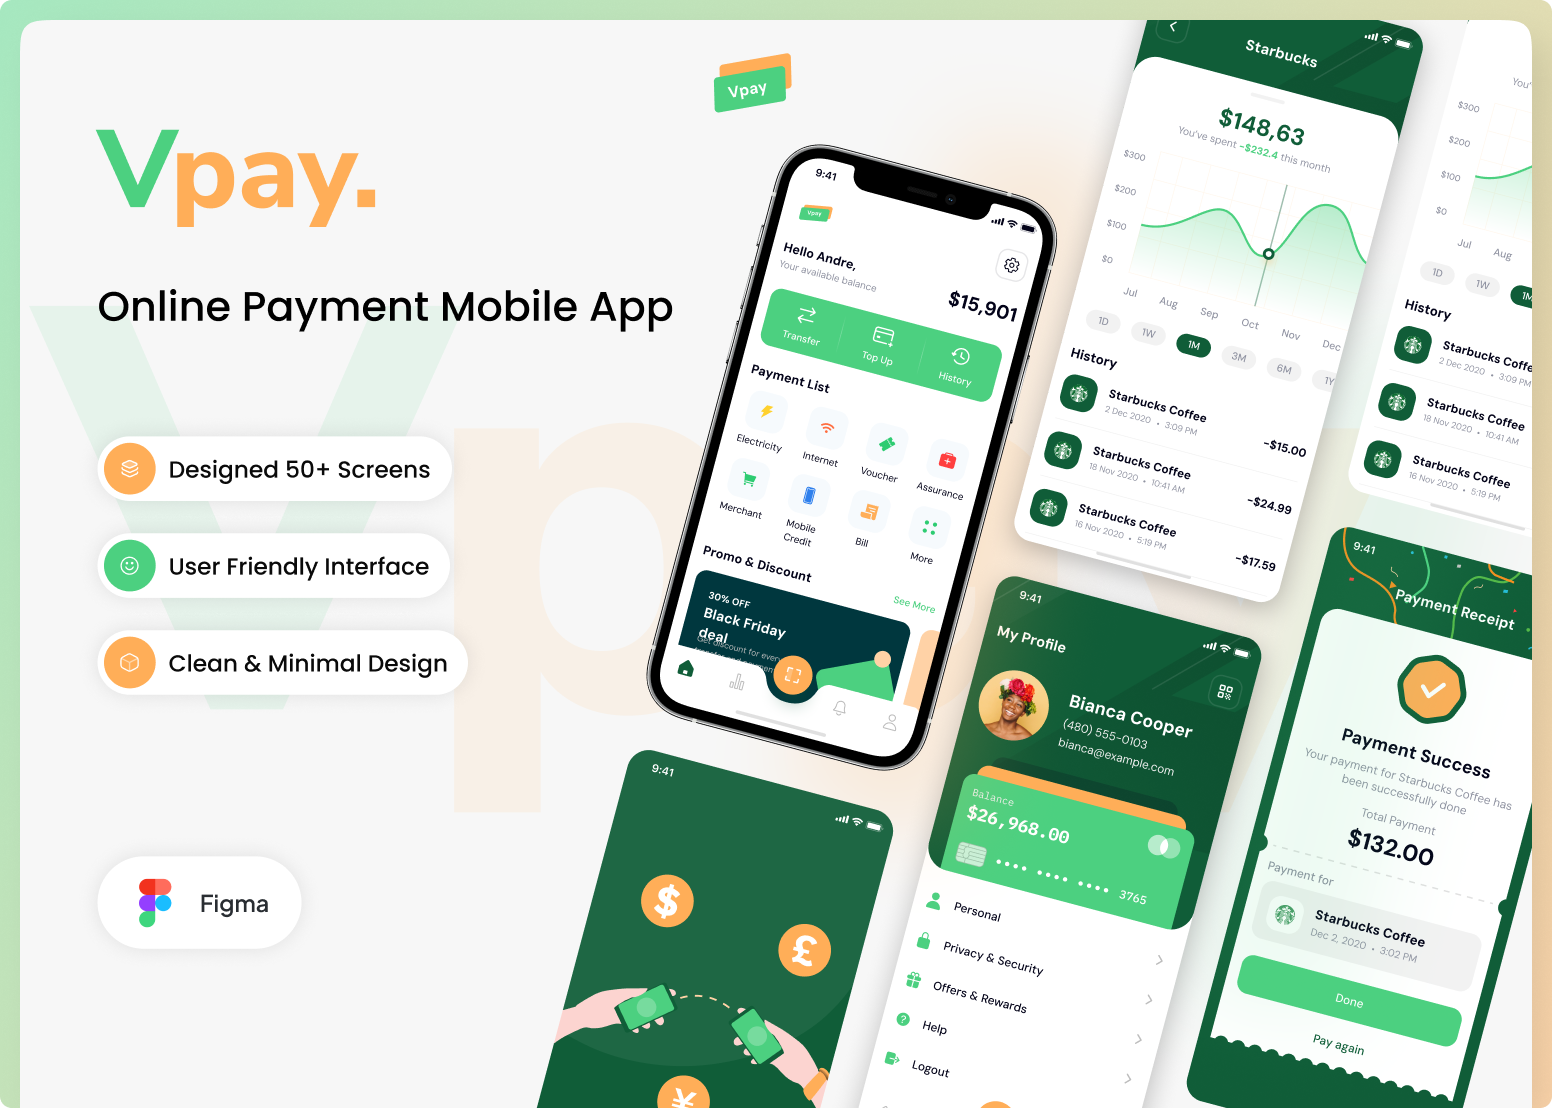 Vpay.
Online Payment Mobile App
Designed 50+ Screens
User Friendly Interface
Clean & Minimal Design
Figma
Vpay
9:41
Vpay
Hello Andre,
Your available balance
$15,901
Transfer
Top Up
History
Payment List
Electricity
Internet
Voucher
Assurance
Merchant
Mobile
Credit
Bill
More
Promo & Discount
See More
30% OFF
Black Friday
deal
Get discount for every
Starbucks
$148,63
You've spent -$232.4 this month
$300
$200
$100
$0
Jul
Aug
Sep
Oct
Nov
Dec
1D
1W
1M
3M
6M
1Y
History
Starbucks Coffee
2 Dec 2020 • 3:09 PM
-$15.00
Starbucks Coffee
18 Nov 2020 • 10:41 AM
-$24.99
Starbucks Coffee
16 Nov 2020 • 5:19 PM
-$17.59
You'
$300
$200
$100
$0
Jul
Aug
1D
1W
1M
History
Starbucks Coffee
2 Dec 2020 • 3:09 PM
Starbucks Coffee
18 Nov 2020 • 10:41 AM
Starbucks Coffee
16 Nov 2020 • 5:19 PM
9:41
$
£
¥
9:41
My Profile
Bianca Cooper
(480) 555-0103
bianca@example.com
Balance
$26,968.00
•••• •••• •••• 3765
Personal
Privacy & Security
Offers & Rewards
Help
Logout
9:41
Payment Receipt
Payment Success
Your payment for Starbucks Coffee has
been successfully done
Total Payment
$132.00
Payment for
Starbucks Coffee
Dec 2, 2020 • 3:02 PM
Done
Pay again